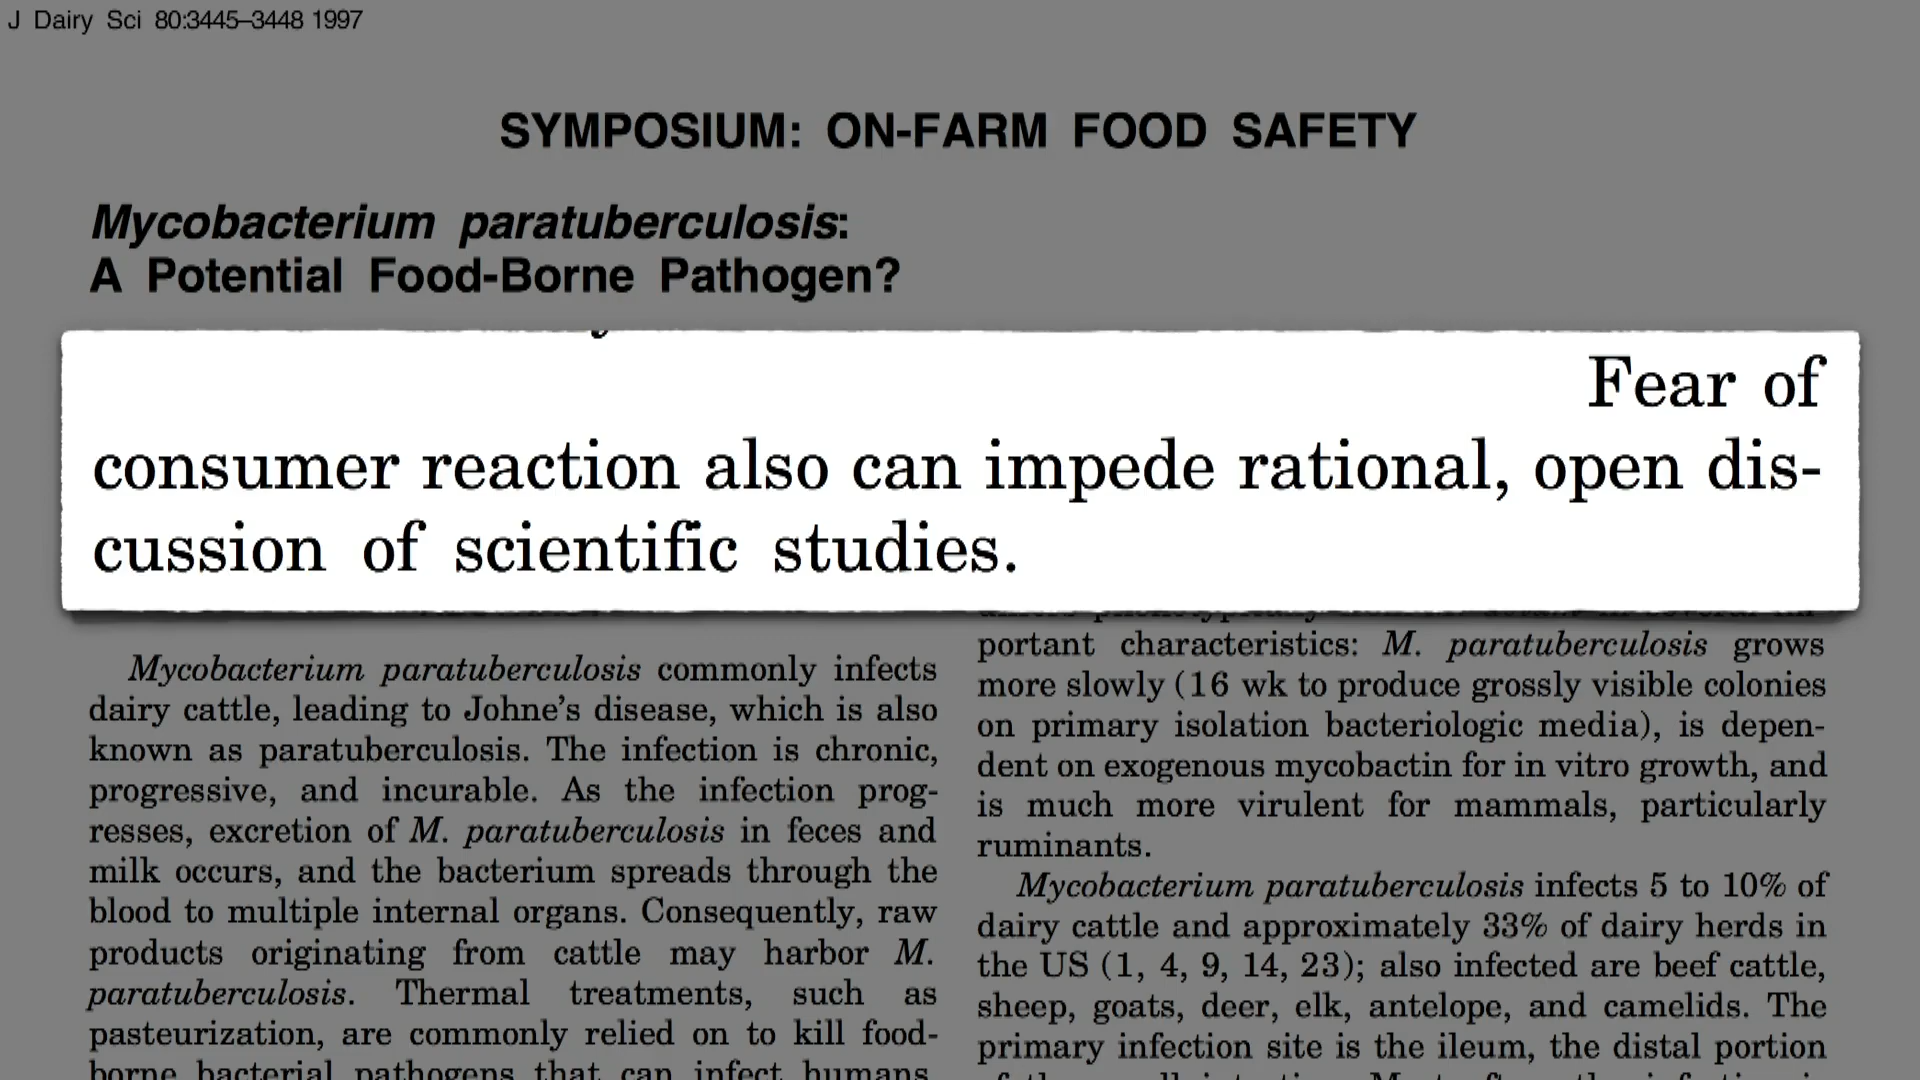 J Dairy Sci 80:3445–3448 1997
SYMPOSIUM: ON-FARM FOOD SAFETY
Mycobacterium paratuberculosis:
A Potential Food-Borne Pathogen?
Fear of
consumer reaction also can impede rational, open dis-
cussion of scientific studies.
Mycobacterium paratuberculosis commonly infects
dairy cattle, leading to Johne's disease, which is also
known as paratuberculosis. The infection is chronic,
progressive, and incurable. As the infection prog-
resses, excretion of M. paratuberculosis in feces and
milk occurs, and the bacterium spreads through the
blood to multiple internal organs. Consequently, raw
products originating from cattle may harbor M.
paratuberculosis. Thermal treatments, such as
pasteurization, are commonly relied on to kill food-
borne bacterial pathogens that can infect humans.
portant characteristics: M. paratuberculosis grows
more slowly (16 wk to produce grossly visible colonies
on primary isolation bacteriologic media), is depen-
dent on exogenous mycobactin for in vitro growth, and
is much more virulent for mammals, particularly
ruminants.
Mycobacterium paratuberculosis infects 5 to 10% of
dairy cattle and approximately 33% of dairy herds in
the US (1, 4, 9, 14, 23); also infected are beef cattle,
sheep, goats, deer, elk, antelope, and camelids. The
primary infection site is the ileum, the distal portion